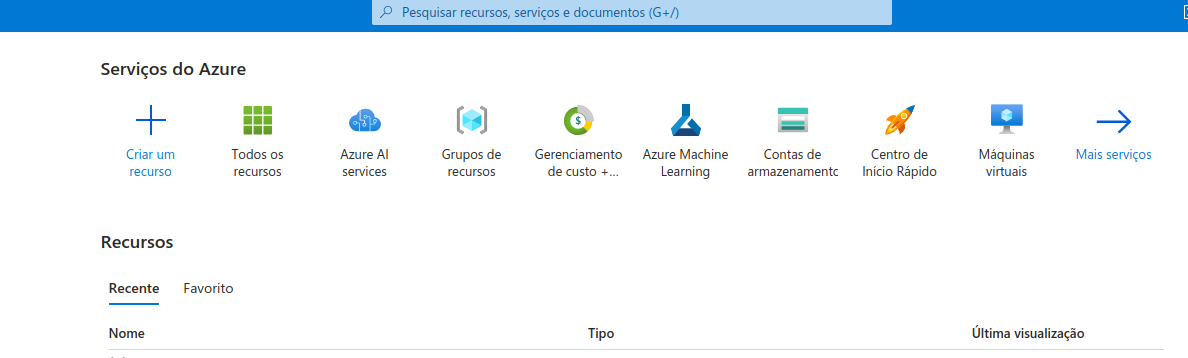 Pesquisar recursos, serviços e documentos (G+/)
Serviços do Azure
Criar um
recurso
Todos os
recursos
Azure AI
services
Grupos de
recursos
Gerenciamento
de custo +...
Azure Machine
Learning
Contas de
armazenamento
Centro de
Início Rápido
Máquinas
virtuais
Mais serviços
Recursos
Recente
Favorito
Nome
Tipo
Última visualização